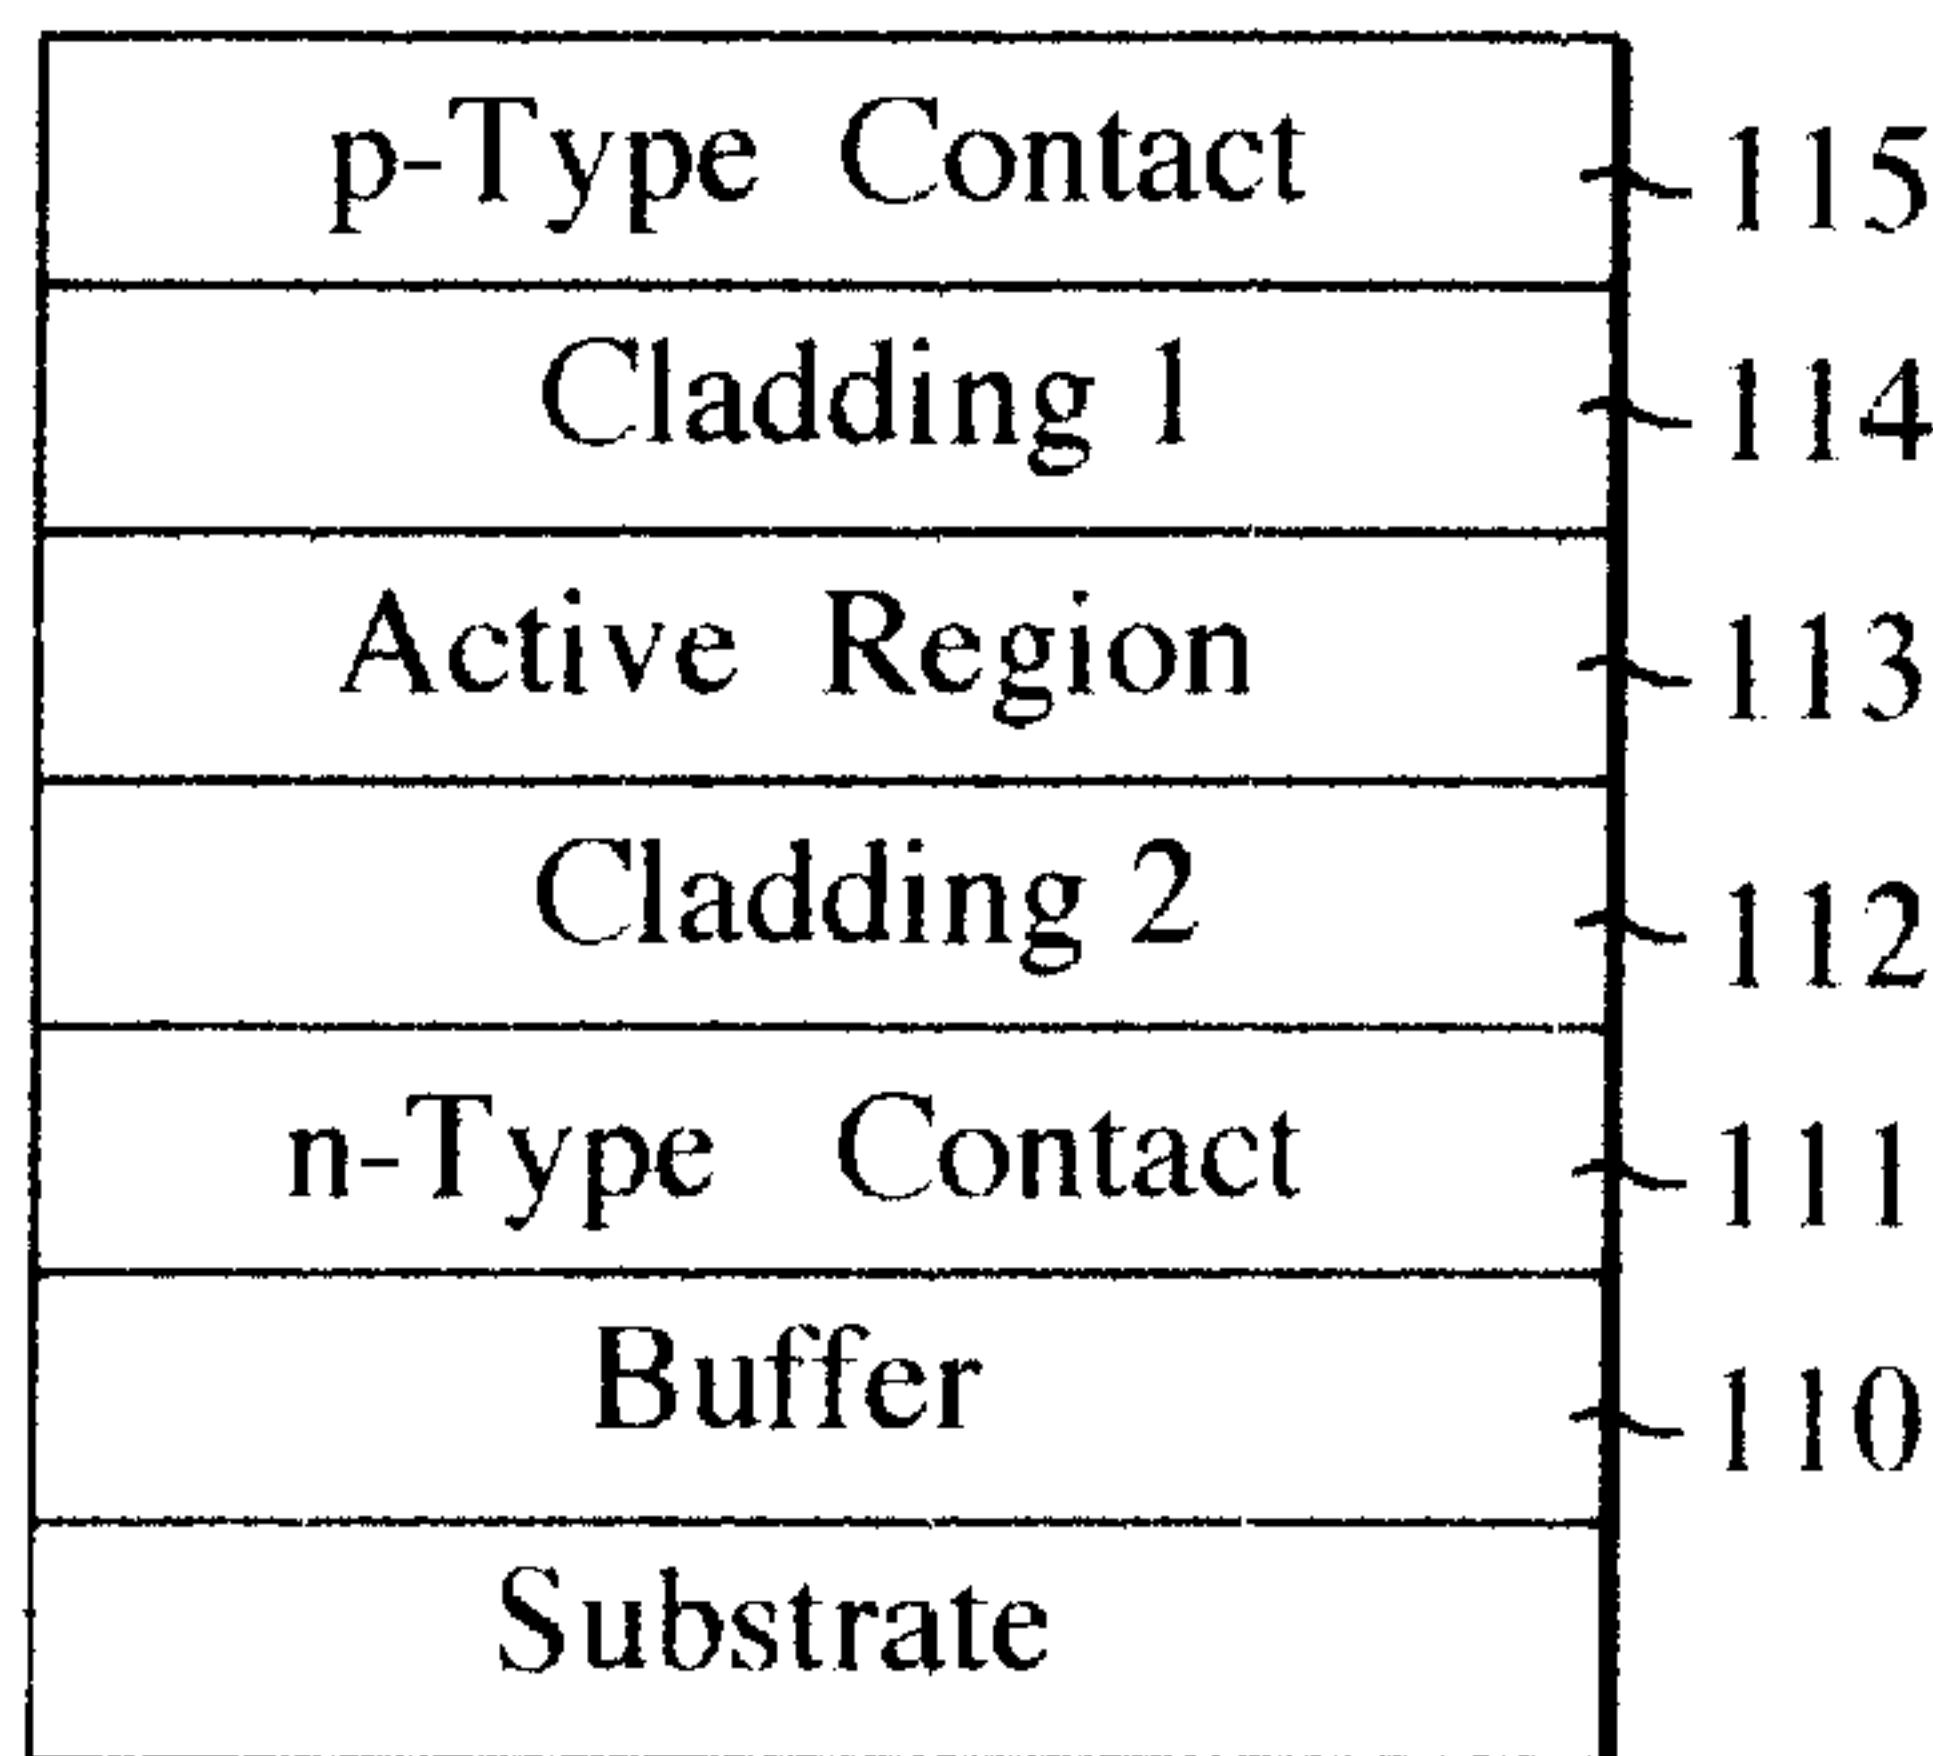 p-Type Contact 115
Cladding 1 114
Active Region 113
Cladding 2 112
n-Type Contact 111
Buffer 110
Substrate